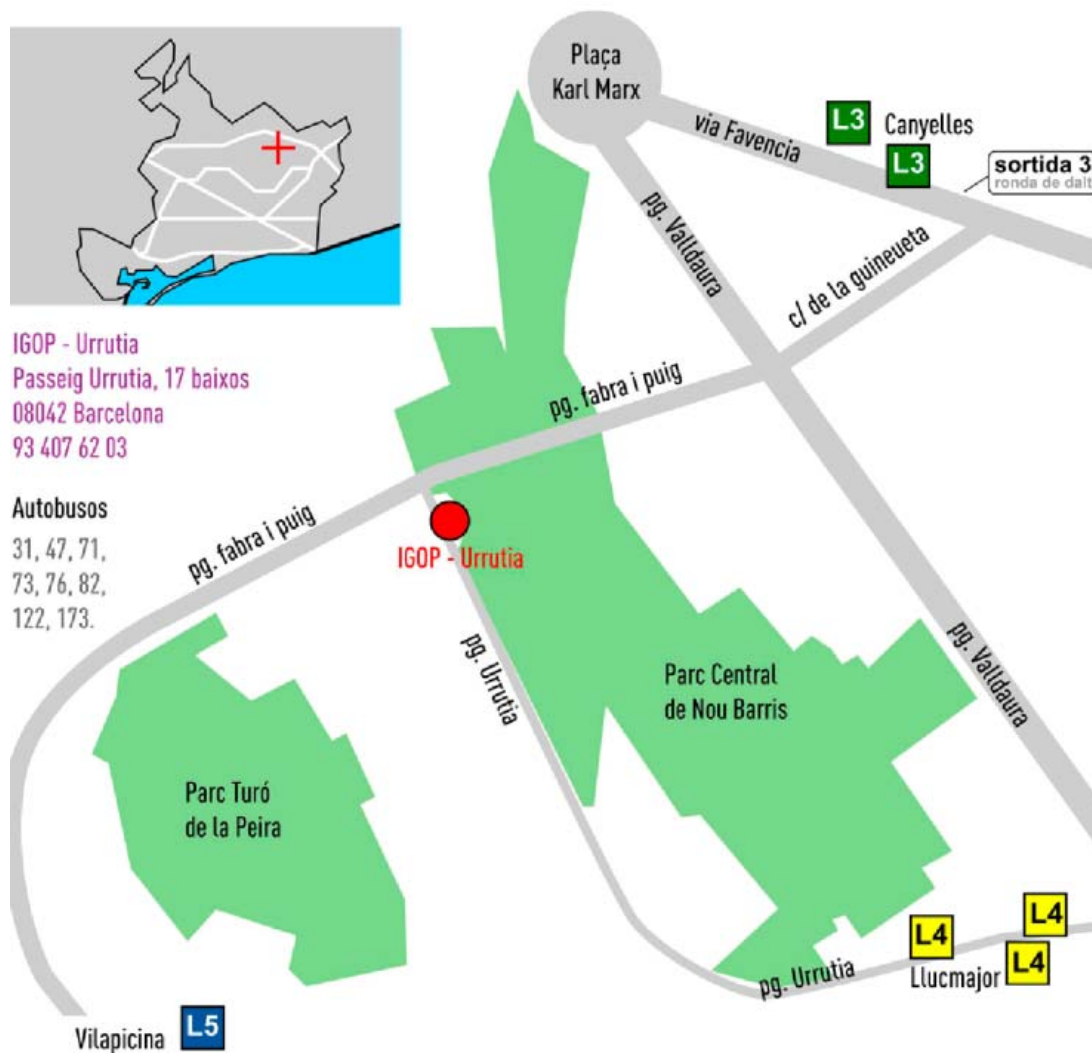 Plaça
Karl Marx
via Favencia
L3
Canyelles
L3
sortida 3
ronda de dalt
pg. Valldaura
c/ de la guineueta
IGOP - Urrutia
Passeig Urrutia, 17 baixos
08042 Barcelona
93 407 62 03
pg. fabra i puig
Autobusos
31, 47, 71,
73, 76, 82,
122, 173.
pg. fabra i puig
IGOP - Urrutia
pg. Urrutia
Parc Central
de Nou Barris
pg. Valldaura
Parc Turó
de la Peira
L4
L4
L4
pg. Urrutia
Llucmajor
Vilapicina
L5